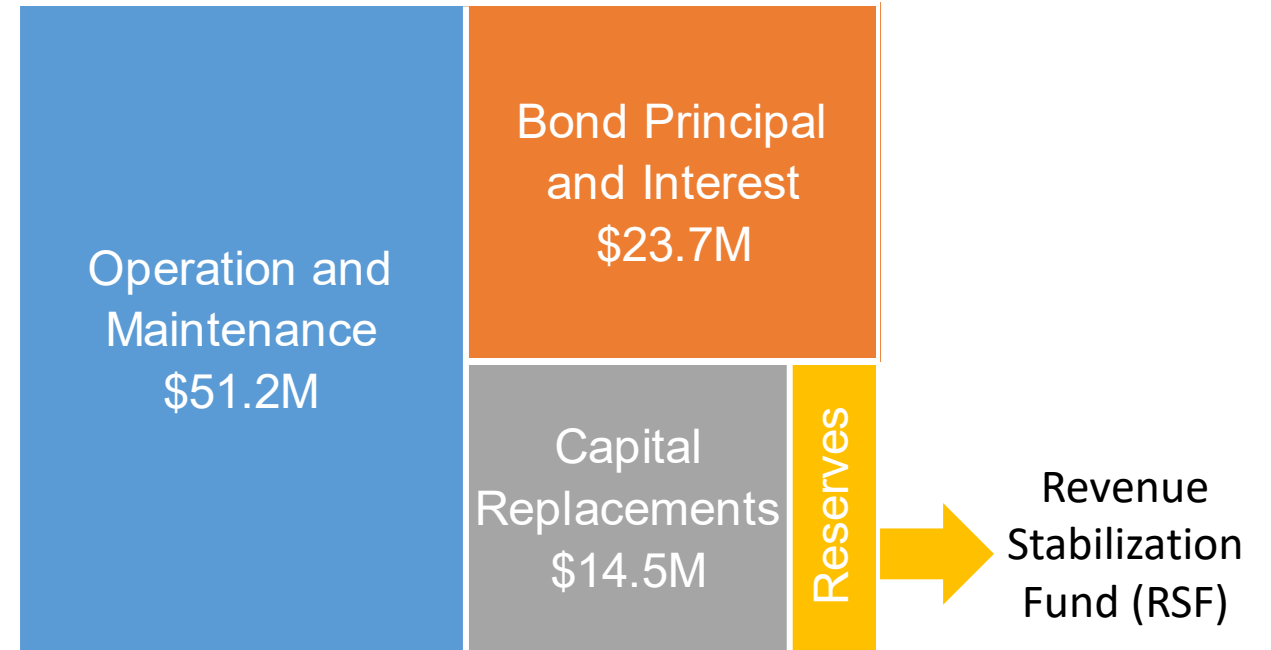 Operation and
Maintenance
$51.2M
Bond Principal
and Interest
$23.7M
Capital
Replacements
$14.5M
Reserves
Revenue
Stabilization
Fund (RSF)